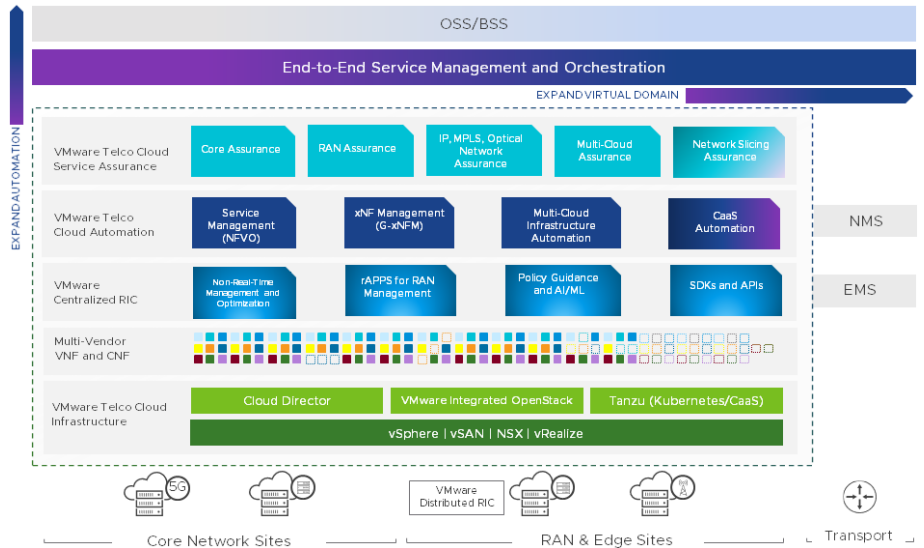 OSS/BSS
End-to-End Service Management and Orchestration
EXPAND VIRTUAL DOMAIN
EXPAND AUTOMATION
VMware Telco Cloud
Service Assurance
Core Assurance
RAN Assurance
IP, MPLS, Optical
Network
Assurance
Multi-Cloud
Assurance
Network Slicing
Assurance
VMware Telco
Cloud Automation
Service
Management
(NFVO)
xNF Management
(G-xNFM)
Multi-Cloud
Infrastructure
Automation
CaaS
Automation
NMS
VMware
Centralized RIC
Non-Real-Time
Management and
Optimization
rAPPS for RAN
Management
Policy Guidance
and AI/ML
SDKs and APIs
EMS
Multi-Vendor
VNF and CNF
VMware Telco Cloud
Infrastructure
Cloud Director
VMware Integrated OpenStack
Tanzu (Kubernetes/CaaS)
vSphere | vSAN | NSX | vRealize
5G
VMware
Distributed RIC
Core Network Sites
RAN & Edge Sites
Transport